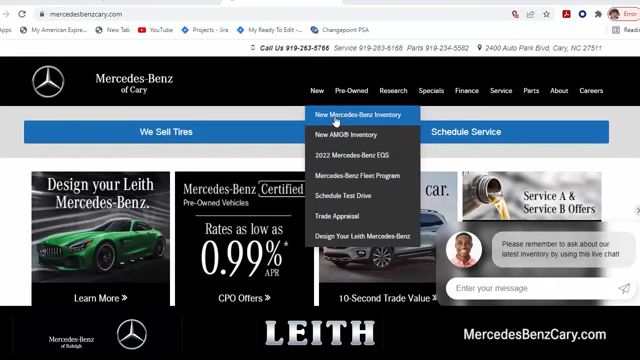 mercedesbenzcary.com
Error
My American Expre...
New Tab
YouTube
Projects - Jira
My Ready To Edit -...
Changepoint PSA
Readin
Call Us 919-263-5766 Service 919-283-6168 Parts 919-234-5582 2400 Auto Park Blvd, Cary, NC 27511
Mercedes-Benz
of Cary
New Pre-Owned Research Specials Finance Service Parts About Careers
New Mercedes-Benz Inventory
New AMG® Inventory
2022 Mercedes-Benz EQS
Mercedes-Benz Fleet Program
Schedule Test Drive
Trade Appraisal
Design Your Leith Mercedes-Benz
We Sell Tires
Schedule Service
Design your Leith
Mercedes-Benz.
Learn More »
Mercedes-Benz Certified
Pre-Owned Vehicles
Rates as low as
0.99%*
APR
CPO Offers »
car.
10-Second Trade Value »
Service A &
Service B Offers
Please remember to ask about our
latest inventory by using this live chat!
Enter your message
Mercedes-Benz
of Raleigh
LEITH
MercedesBenzCary.com